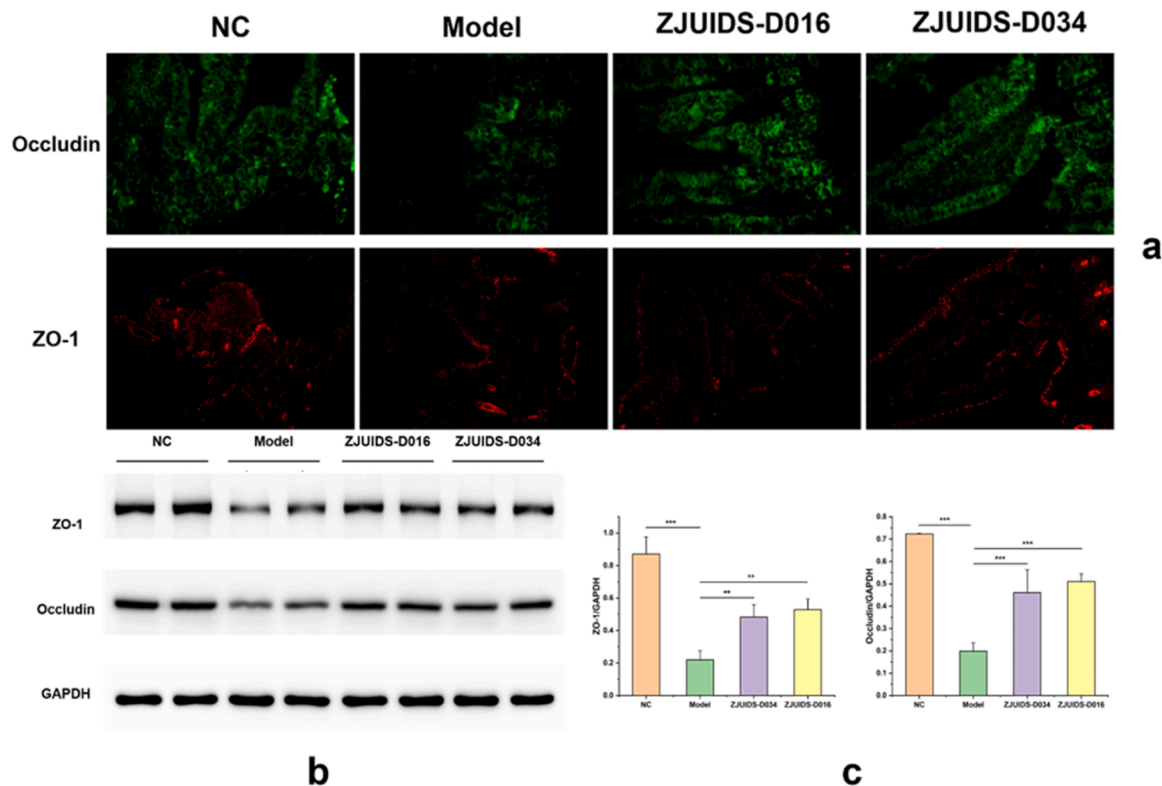 NC Model ZJUIDS-D016 ZJUIDS-D034
Occludin
a
ZO-1
NC Model ZJUIDS-D016 ZJUIDS-D034
ZO-1
Occludin
GAPDH
b
ZO-1/GAPDH
1.0
0.8
0.6
0.4
0.2
0.0
***
**
**
NC Model ZJUIDS-D034 ZJUIDS-D016
Occludin/GAPDH
0.8
0.7
0.6
0.5
0.4
0.3
0.2
0.1
0.0
***
***
***
NC Model ZJUIDS-D034 ZJUIDS-D016
c